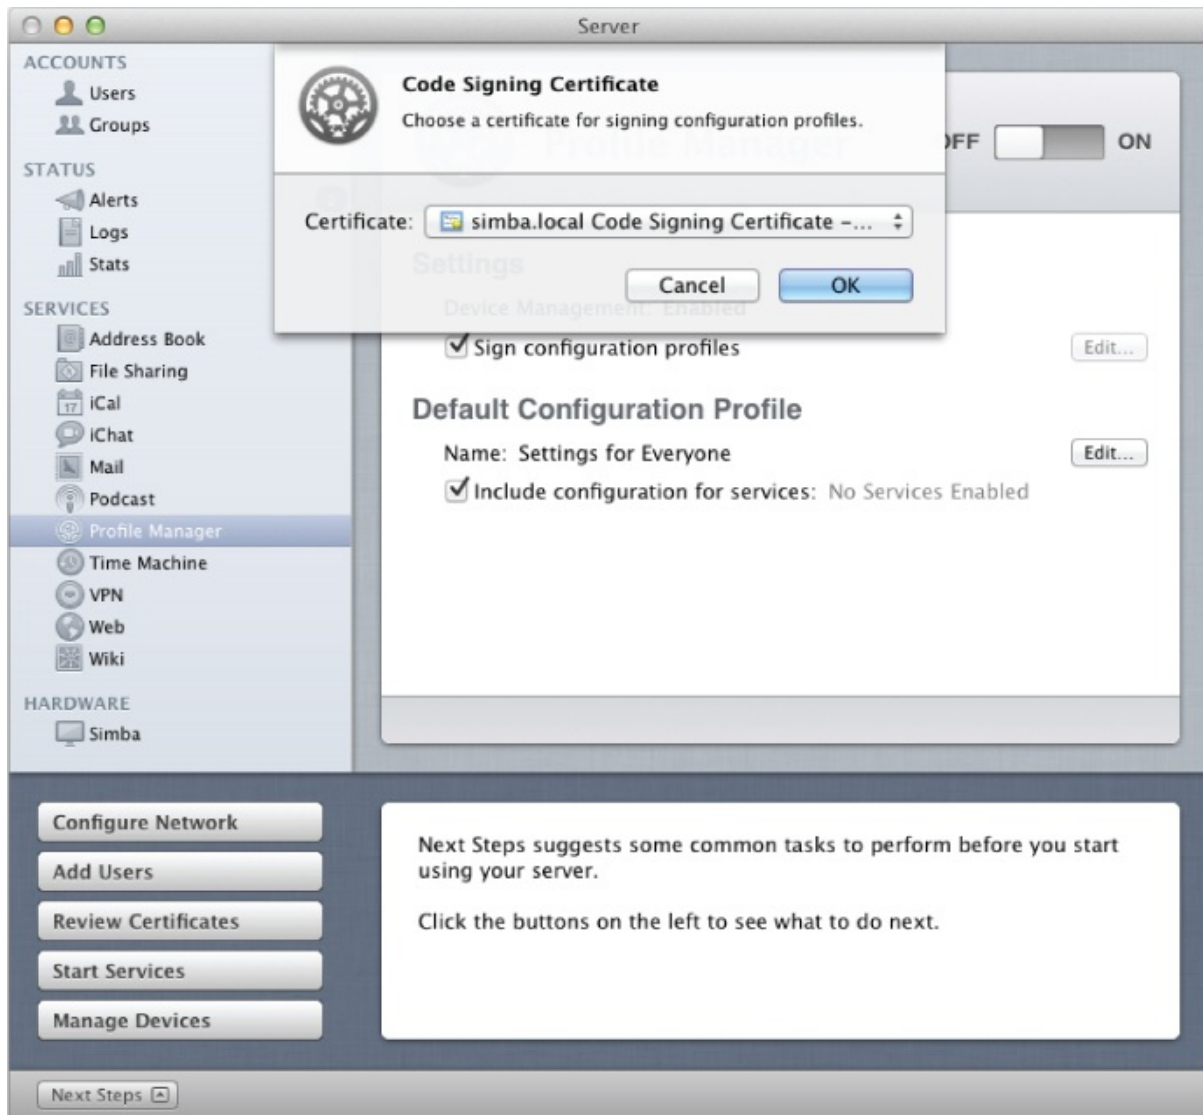 Server
ACCOUNTS
Users
Groups
STATUS
Alerts
Logs
Stats
SERVICES
Address Book
File Sharing
17
iCal
iChat
Mail
Podcast
Profile Manager
Time Machine
VPN
Web
Wiki
HARDWARE
Simba
Code Signing Certificate
Choose a certificate for signing configuration profiles.
Certificate: simba.local Code Signing Certificate –...
Cancel OK
Profile Manager
OFF ON
Settings
Device Management: Enabled
Sign configuration profiles Edit...
Default Configuration Profile
Name: Settings for Everyone Edit...
Include configuration for services: No Services Enabled
Configure Network
Add Users
Review Certificates
Start Services
Manage Devices
Next Steps suggests some common tasks to perform before you start
using your server.
Click the buttons on the left to see what to do next.
Next Steps